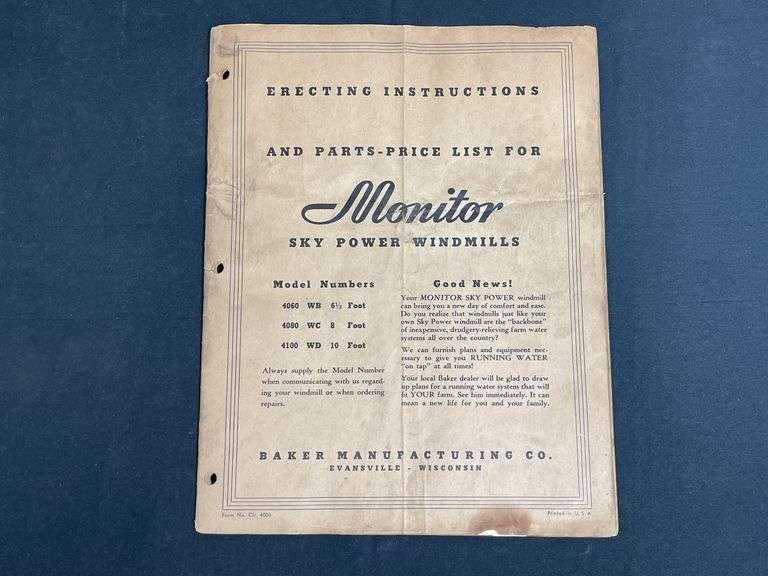 ERECTING INSTRUCTIONS
AND PARTS-PRICE LIST FOR
Monitor
SKY POWER WINDMILLS
Model Numbers
4060 WB 6½ Foot
4080 WC 8 Foot
4100 WD 10 Foot
Always supply the Model Number
when communicating with us regard-
ing your windmill or when ordering
repairs.
Good News!
Your MONITOR SKY POWER windmill
can bring you a new day of comfort and ease.
Do you realize that windmills just like your
own Sky Power windmill are the "backbone"
of inexpensive, drudgery-relieving farm water
systems all over the country?
We can furnish plans and equipment nec-
essary to give you RUNNING WATER
"on tap" at all times!
Your local Baker dealer will be glad to draw
up plans for a running water system that will
fit YOUR farm. See him immediately. It can
mean a new life for you and your family.
BAKER MANUFACTURING CO.
EVANSVILLE - WISCONSIN
Form No. Cir. 4000
Printed in U. S. A